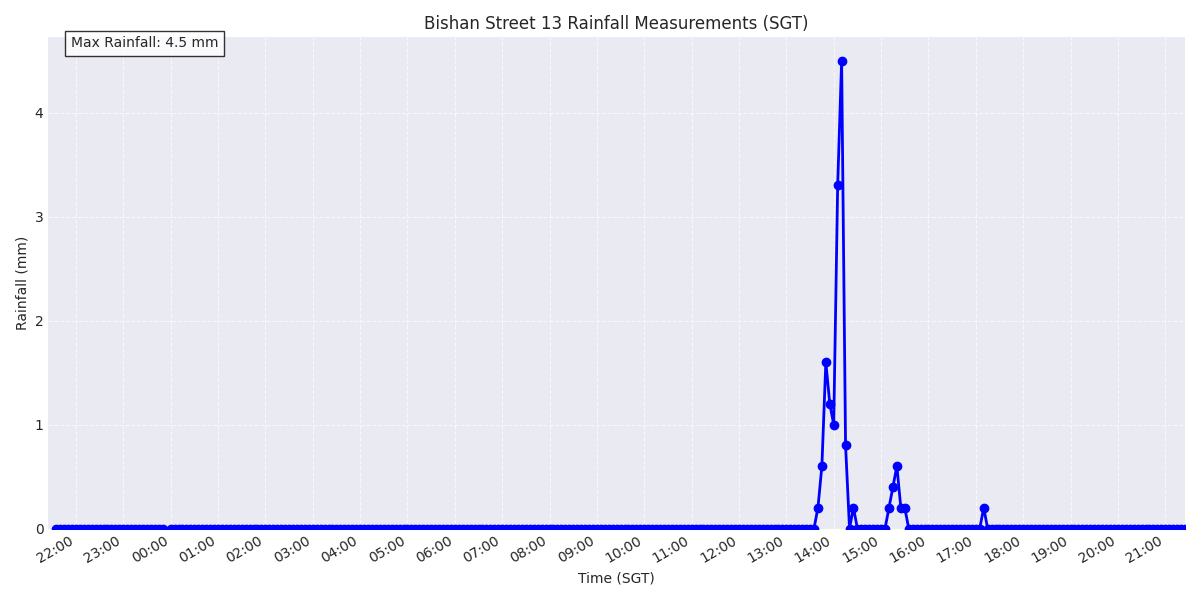 Bishan Street 13 Rainfall Measurements (SGT)
Max Rainfall: 4.5 mm
Rainfall (mm)
4
3
2
1
0
22:00 23:00 00:00 01:00 02:00 03:00 04:00 05:00 06:00 07:00 08:00 09:00 10:00 11:00 12:00 13:00 14:00 15:00 16:00 17:00 18:00 19:00 20:00 21:00
Time (SGT)